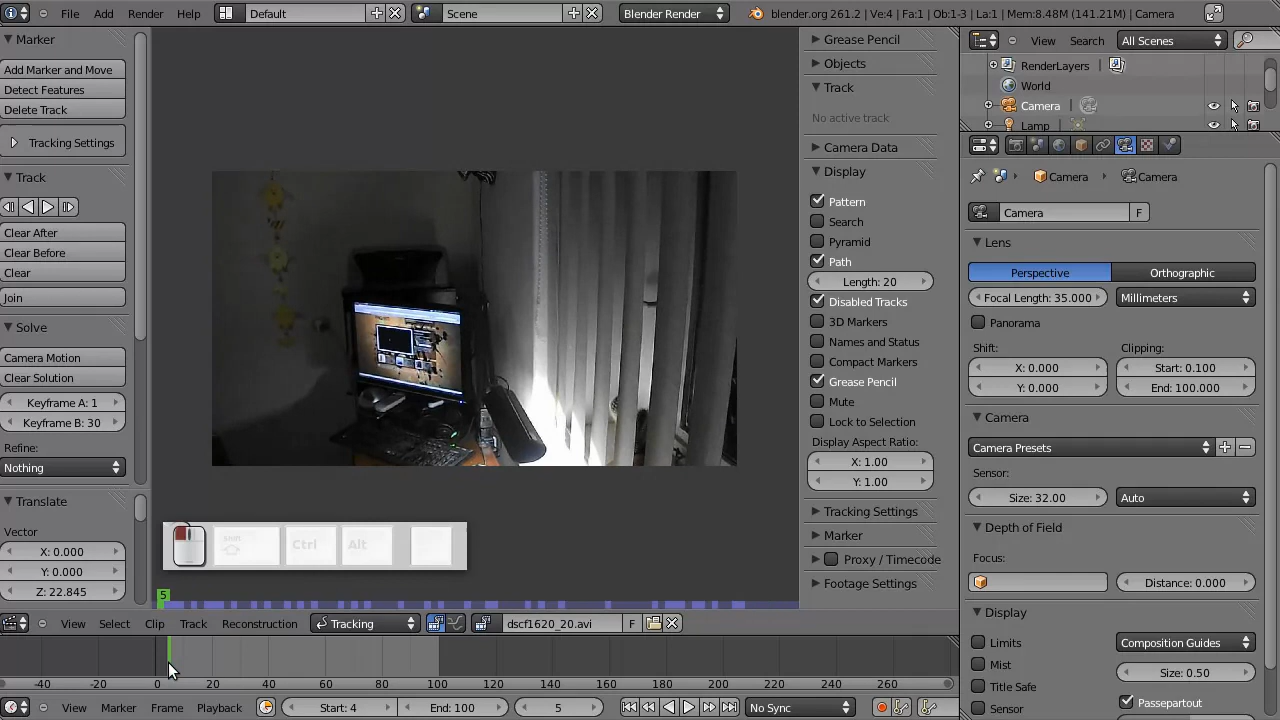 File Add Render Help Default Scene Blender Render blender.org 261.2 | Ve:4 | Fa:1 | Ob:1-3 | La:1 | Mem:8.48M (141.21M) | Camera
Marker
Add Marker and Move
Detect Features
Delete Track
Tracking Settings
Track
Clear After
Clear Before
Clear
Join
Solve
Camera Motion
Camera Solution
Keyframe A: 1
Keyframe B: 30
Refine:
Nothing
Translate
Vector
X: 0.000
Y: 0.000
Z: 22.845
Shift Ctrl Alt
5
Grease Pencil
Objects
Track
No active track
Camera Data
Display
Pattern
Search
Pyramid
Path
Length: 20
Disabled Tracks
3D Markers
Names and Status
Compact Markers
Grease Pencil
Mute
Lock to Selection
Display Aspect Ratio:
X: 1.00
Y: 1.00
Tracking Settings
Marker
Proxy / Timecode
Footage Settings
View Search All Scenes
RenderLayers
World
Camera
Lamp
Camera Camera
Camera F
Lens
Perspective Orthographic
Focal Length: 35.000 Millimeters
Panorama
Shift: Clipping:
X: 0.000 Start: 0.100
Y: 0.000 End: 100.000
Camera
Camera Presets
Sensor:
Size: 32.00 Auto
Depth of Field
Focus:
Distance: 0.000
Display
Limits Composition Guides
Mist Size: 0.50
Title Safe
Sensor Passepartout
View Select Clip Track Reconstruction Tracking dscf1620_20.avi F
-40 -20 0 20 40 60 80 100 120 140 160 180 200 220 240 260
View Marker Frame Playback Start: 4 End: 100 5 No Sync